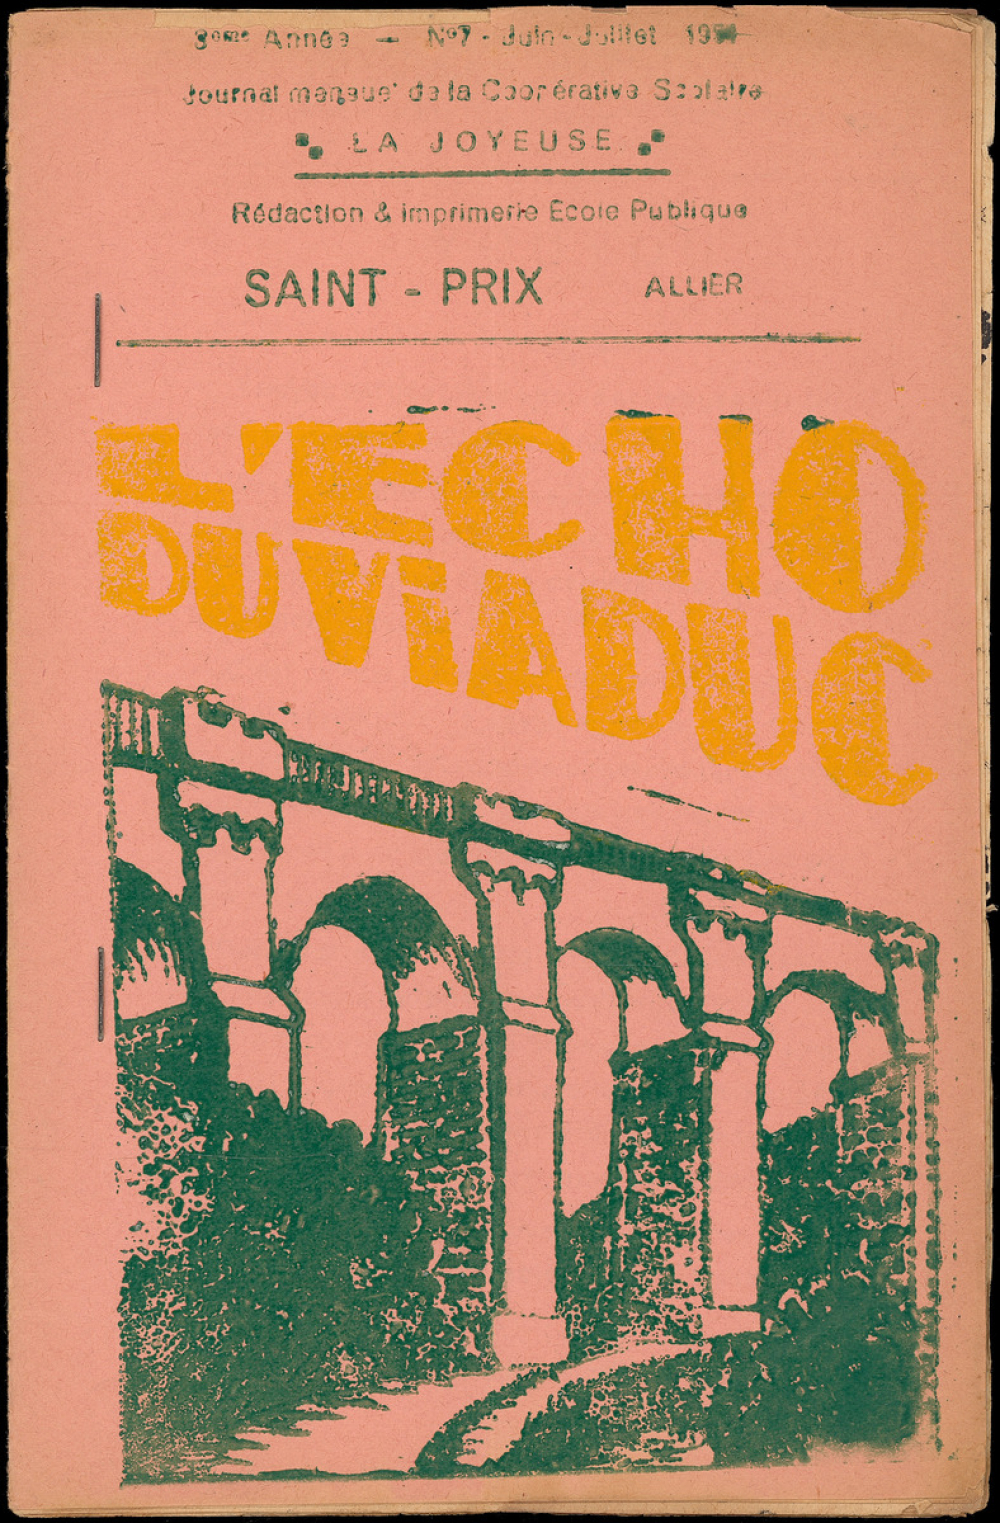 3ème Année — N°7 - Juin-Juillet
Journal mensuel de la Coopérative Scolaire
LA JOYEUSE
Rédaction & Imprimerie Ecole Publique
SAINT - PRIX ALLIER
L'ECHO
DU VIADUC